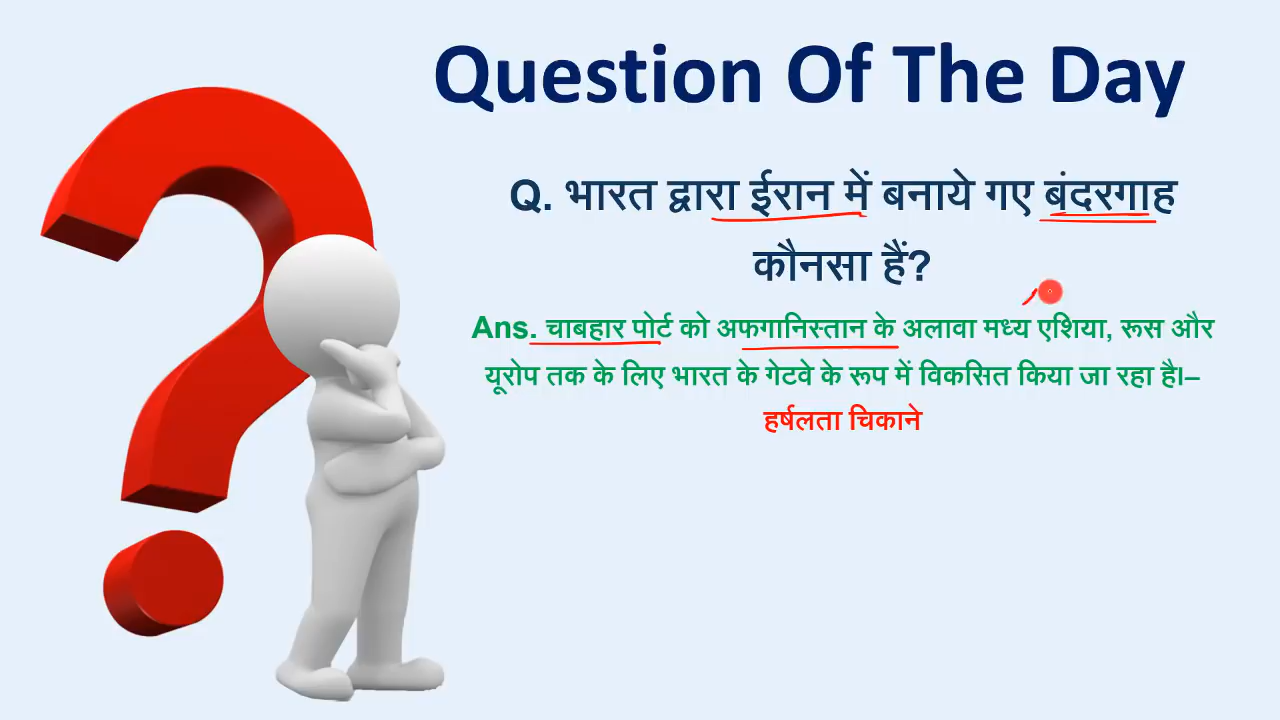 Question Of The Day
Q. भारत द्वारा ईरान में बनाये गए बंदरगाह
कौनसा हैं?
Ans. चाबहार पोर्ट को अफगानिस्तान के अलावा मध्य एशिया, रूस और
यूरोप तक के लिए भारत के गेटवे के रूप में विकसित किया जा रहा है।–
हर्षलता चिकाने